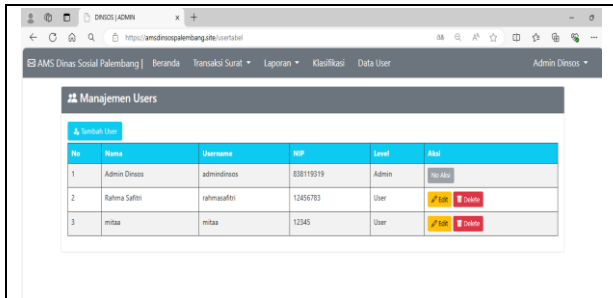 DINSOS | ADMIN
https://amsdinsospalembang.site/usertabel
AMS Dinas Sosial Palembang | Beranda Transaksi Surat Laporan Klasifikasi Data User Admin Dinsos
Manajemen Users
Tambah User
No Nama Username NIP Level Aksi
1 Admin Dinsos admindinsos 838119319 Admin No Aksi
2 Rahma Safitri rahmasafitri 12456783 User Edit Delete
3 mitaa mitaa 12345 User Edit Delete